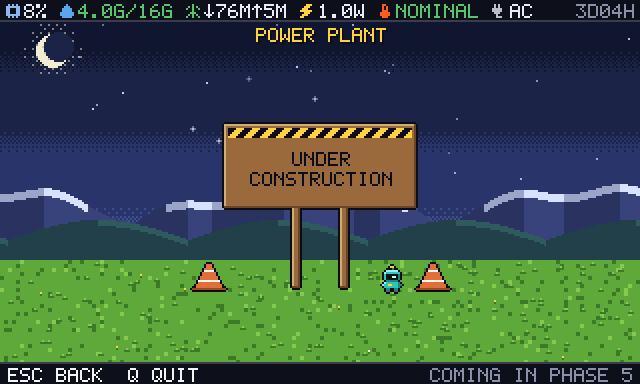 8% 4.0G/16G ↓76M↑5M 1.0W NOMINAL AC 3D04H
POWER PLANT
UNDER
CONSTRUCTION
ESC BACK Q QUIT COMING IN PHASE 5